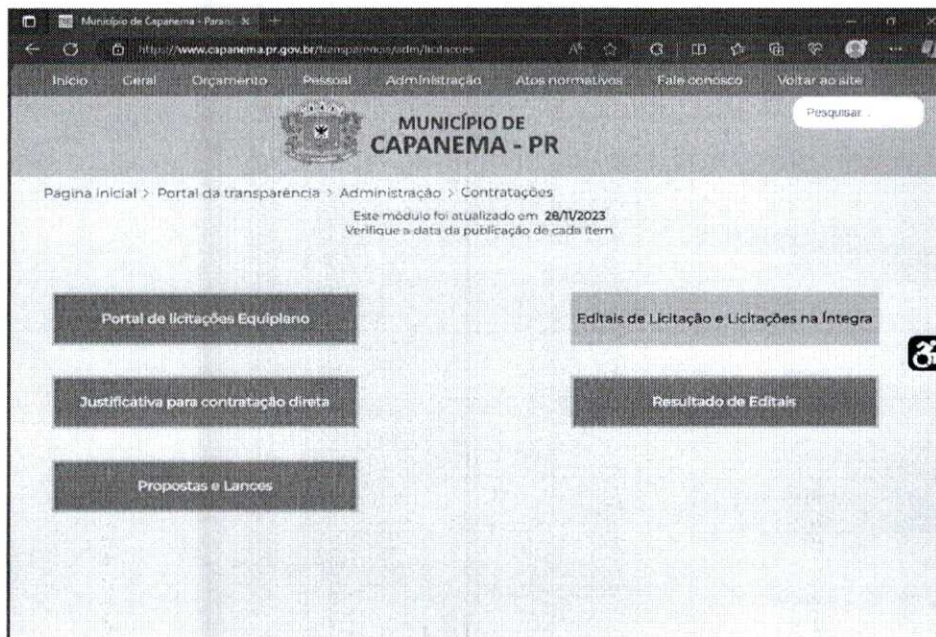 Município de Capanema - Paraná
https://www.capanema.pr.gov.br/transparencia/adm/licitacoes
Início Geral Orçamento Pessoal Administração Atos normativos Fale conosco Voltar ao site
Pesquisar...
MUNICÍPIO DE
CAPANEMA - PR
Pagina inicial > Portal da transparência > Administração > Contratações
Este módulo foi atualizado em 28/11/2023
Verifique a data da publicação de cada item
Portal de licitações Equiplano
Editais de Licitação e Licitações na Íntegra
Justificativa para contratação direta
Resultado de Editais
Propostas e Lances